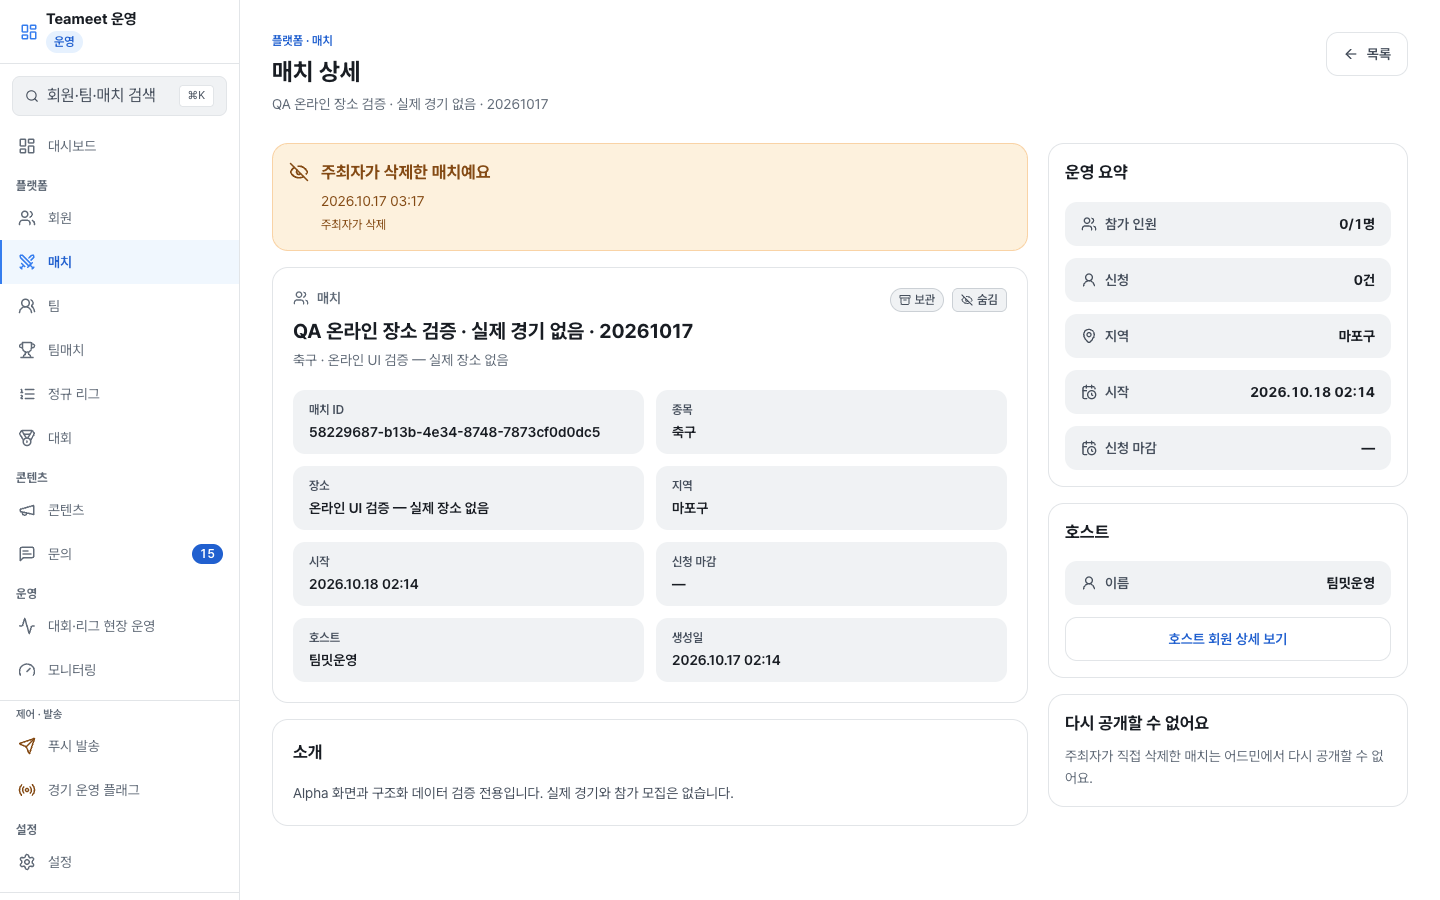 Teameet 운영
운영
회원·팀·매치 검색
⌘K
대시보드
플랫폼
회원
매치
팀
팀매치
정규 리그
대회
콘텐츠
콘텐츠
문의
15
운영
대회·리그 현장 운영
모니터링
제어 · 발송
푸시 발송
경기 운영 플래그
설정
설정
플랫폼 · 매치
매치 상세
QA 온라인 장소 검증 · 실제 경기 없음 · 20261017
목록
주최자가 삭제한 매치예요
2026.10.17 03:17
주최자가 삭제
매치
보관
숨김
QA 온라인 장소 검증 · 실제 경기 없음 · 20261017
축구 · 온라인 UI 검증 — 실제 장소 없음
매치 ID
58229687-b13b-4e34-8748-7873cf0d0dc5
종목
축구
장소
온라인 UI 검증 — 실제 장소 없음
지역
마포구
시작
2026.10.18 02:14
신청 마감
—
호스트
팀밋운영
생성일
2026.10.17 02:14
소개
Alpha 화면과 구조화 데이터 검증 전용입니다. 실제 경기와 참가 모집은 없습니다.
운영 요약
참가 인원
0/1명
신청
0건
지역
마포구
시작
2026.10.18 02:14
신청 마감
—
호스트
이름
팀밋운영
호스트 회원 상세 보기
다시 공개할 수 없어요
주최자가 직접 삭제한 매치는 어드민에서 다시 공개할 수 없
어요.